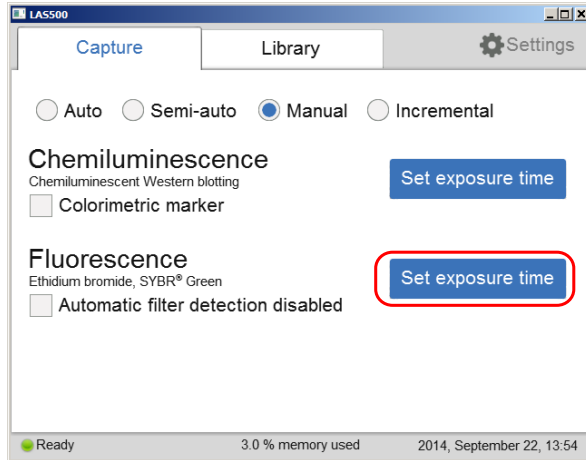 LAS500
Capture
Library
Settings
Auto
Semi-auto
Manual
Incremental
Chemiluminescence
Chemiluminescent Western blotting
Set exposure time
Colorimetric marker
Fluorescence
Ethidium bromide, SYBR® Green
Set exposure time
Automatic filter detection disabled
Ready
3.0 % memory used
2014, September 22, 13:54